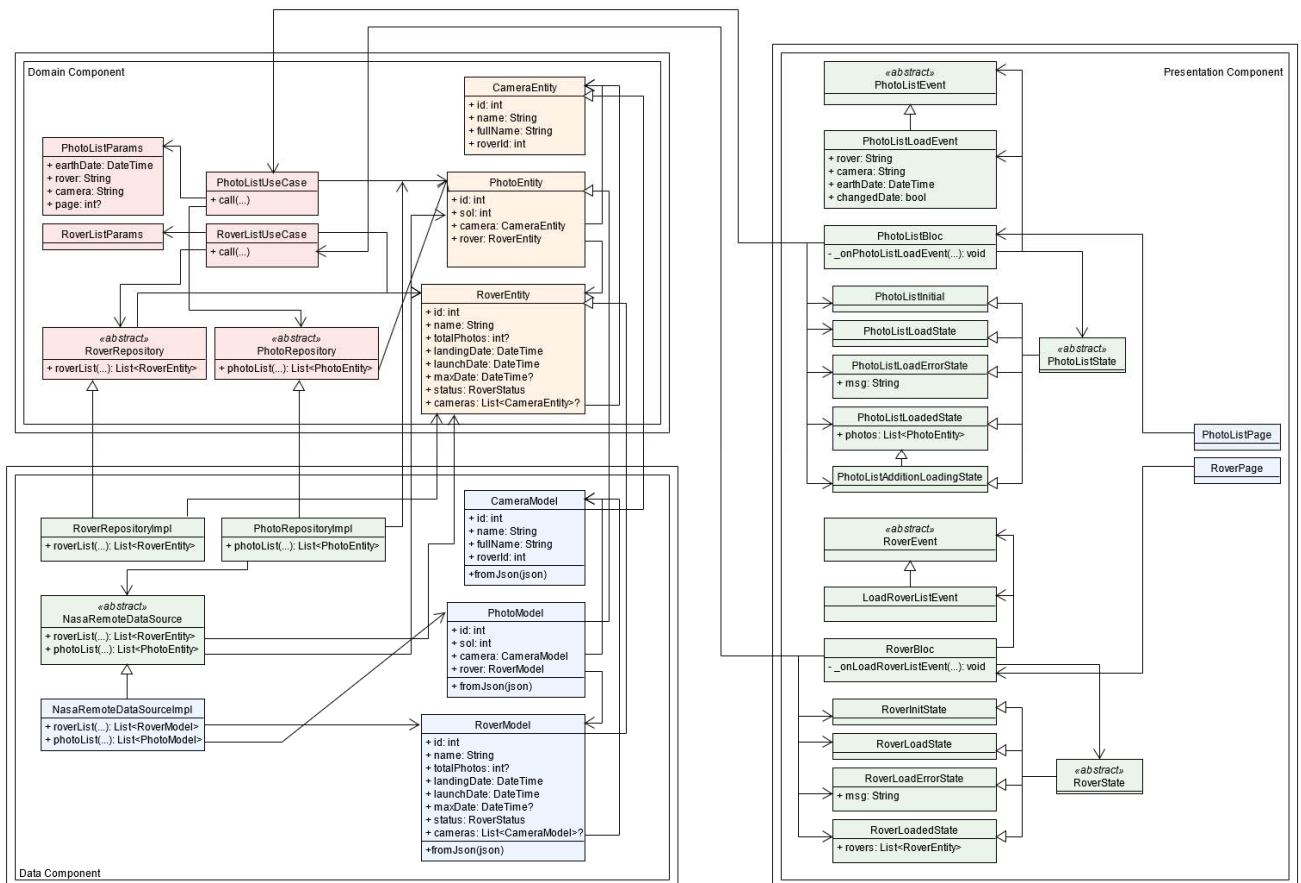 Domain Component
CameraEntity
+ id: int
+ name: String
+ fullName: String
+ roverId: int
PhotoListParams
+ earthDate: DateTime
+ rover: String
+ camera: String
+ page: int?
PhotoListUseCase
+ call(...)
PhotoEntity
+ id: int
+ sol: int
+ camera: CameraEntity
+ rover: RoverEntity
RoverListParams
RoverListUseCase
+ call(...)
RoverEntity
+ id: int
+ name: String
+ totalPhotos: int?
+ landingDate: DateTime
+ launchDate: DateTime
+ maxDate: DateTime?
+ status: RoverStatus
+ cameras: List<CameraEntity>?
«abstract»
RoverRepository
+ roverList(...): List<RoverEntity>
«abstract»
PhotoRepository
+ photoList(...): List<PhotoEntity>
RoverRepositoryImpl
+ roverList(...): List<RoverEntity>
PhotoRepositoryImpl
+ photoList(...): List<PhotoEntity>
CameraModel
+ id: int
+ name: String
+ fullName: String
+ roverId: int
+fromJson(json)
«abstract»
NasaRemoteDataSource
+ roverList(...): List<RoverEntity>
+ photoList(...): List<PhotoEntity>
PhotoModel
+ id: int
+ sol: int
+ camera: CameraModel
+ rover: RoverModel
+ fromJson(json)
NasaRemoteDataSourceImpl
+ roverList(...): List<RoverModel>
+ photoList(...): List<PhotoModel>
RoverModel
+ id: int
+ name: String
+ totalPhotos: int?
+ landingDate: DateTime
+ launchDate: DateTime
+ maxDate: DateTime?
+ status: RoverStatus
+ cameras: List<CameraModel>?
+fromJson(json)
Data Component
Presentation Component
«abstract»
PhotoListEvent
PhotoListLoadEvent
+ rover: String
+ camera: String
+ earthDate: DateTime
+ changedDate: bool
PhotoListBloc
- _onPhotoListLoadEvent(...): void
PhotoListInitial
PhotoListLoadState
PhotoListLoadErrorState
+ msg: String
«abstract»
PhotoListState
PhotoListLoadedState
+ photos: List<PhotoEntity>
PhotoListAdditionLoadingState
PhotoListPage
RoverPage
«abstract»
RoverEvent
LoadRoverListEvent
RoverBloc
- _onLoadRoverListEvent(...): void
RoverInitState
RoverLoadState
RoverLoadErrorState
+ msg: String
«abstract»
RoverState
RoverLoadedState
+ rovers: List<RoverEntity>